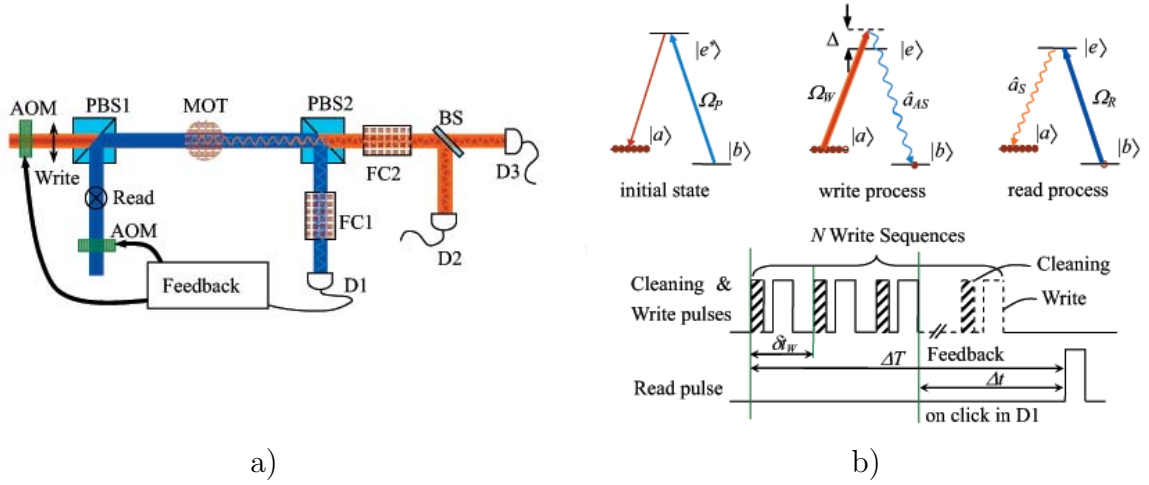 AOM
PBS1
MOT
PBS2
BS
Write
FC2
D3
Read
FC1
D2
AOM
Feedback
D1
a)
Δ
|e'⟩
|e⟩
|e⟩
Ω_P
Ω_W
â_AS
â_S
Ω_R
|a⟩
|b⟩
|a⟩
|b⟩
|a⟩
|b⟩
initial state
write process
read process
N Write Sequences
Cleaning
Cleaning &
Write pulses
Write
δt_W
Feedback
ΔT
Δt
Read pulse
on click in D1
b)